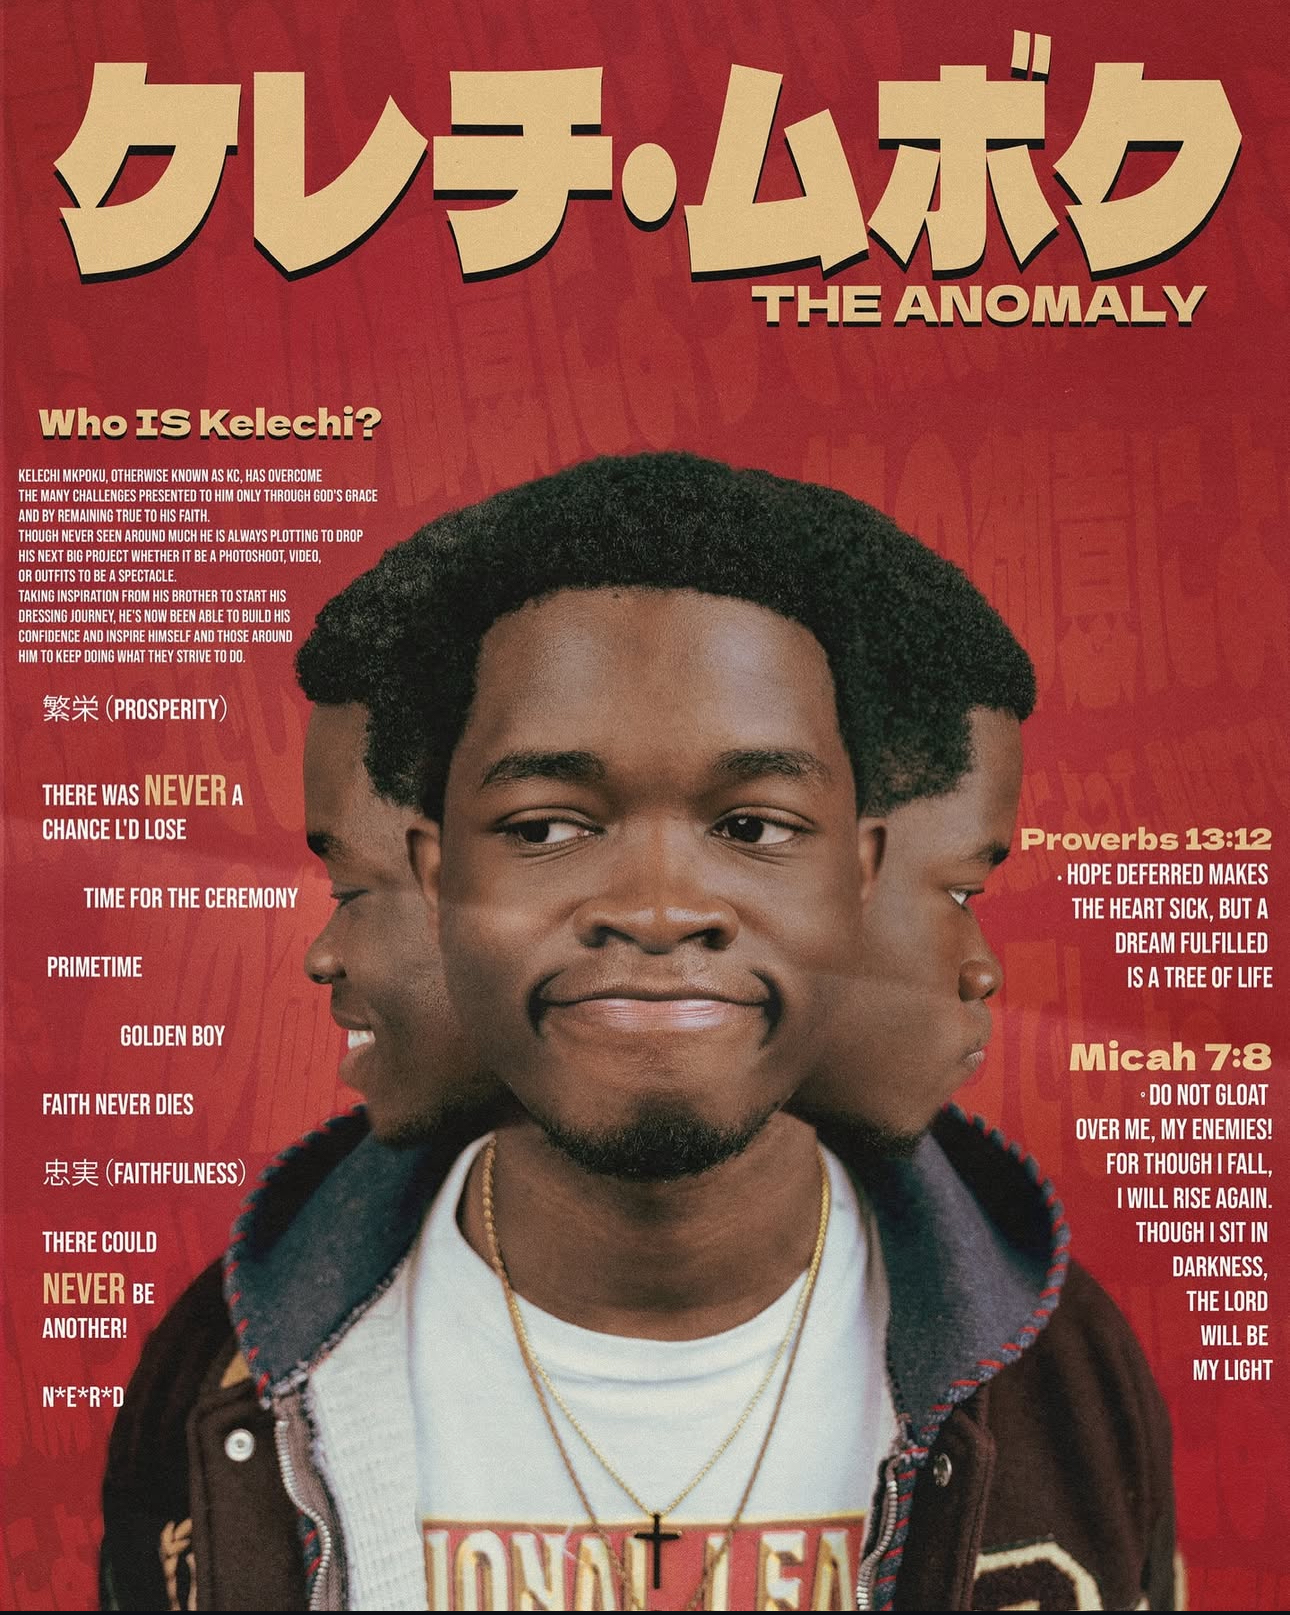 ケレチ・ムボク
THE ANOMALY
Who IS Kelechi?
KELECHI MKPOKU, OTHERWISE KNOWN AS KC, HAS OVERCOME
THE MANY CHALLENGES PRESENTED TO HIM ONLY THROUGH GOD'S GRACE
AND BY REMAINING TRUE TO HIS FAITH.
THOUGH NEVER SEEN AROUND MUCH HE IS ALWAYS PLOTTING TO DROP
HIS NEXT BIG PROJECT WHETHER IT BE A PHOTOSHOOT, VIDEO,
OR OUTFITS TO BE A SPECTACLE.
TAKING INSPIRATION FROM HIS BROTHER TO START HIS
DRESSING JOURNEY, HE'S NOW BEEN ABLE TO BUILD HIS
CONFIDENCE AND INSPIRE HIMSELF AND THOSE AROUND
HIM TO KEEP DOING WHAT THEY STRIVE TO DO.
繁栄（PROSPERITY）
THERE WAS NEVER A
CHANCE L'D LOSE
TIME FOR THE CEREMONY
PRIMETIME
GOLDEN BOY
FAITH NEVER DIES
忠実（FAITHFULNESS）
THERE COULD
NEVER BE
ANOTHER!
N*E*R*D
Proverbs 13:12
• HOPE DEFERRED MAKES
THE HEART SICK, BUT A
DREAM FULFILLED
IS A TREE OF LIFE
Micah 7:8
◦ DO NOT GLOAT
OVER ME, MY ENEMIES!
FOR THOUGH I FALL,
I WILL RISE AGAIN.
THOUGH I SIT IN
DARKNESS,
THE LORD
WILL BE
MY LIGHT